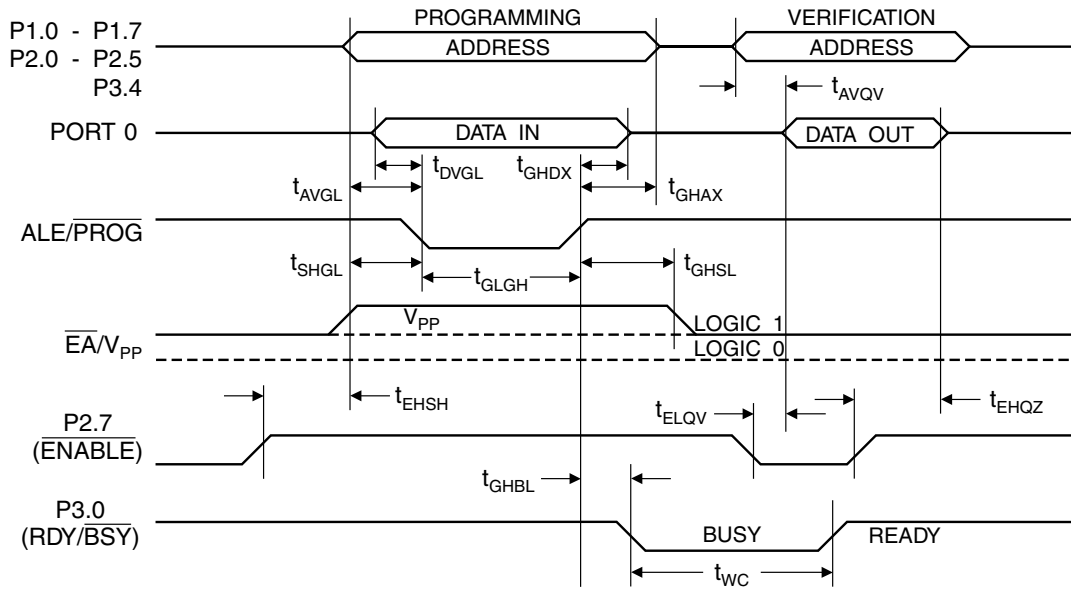 PROGRAMMING VERIFICATION
P1.0 - P1.7
P2.0 - P2.5
P3.4
ADDRESS ADDRESS
tAVQV
PORT 0 DATA IN DATA OUT
tDVGL tGHDX
tAVGL tGHAX
ALE/PROG
tSHGL tGLGH tGHSL
EA/VPP VPP LOGIC 1
LOGIC 0
tEHSH tELQV tEHQZ
P2.7
(ENABLE)
tGHBL
P3.0
(RDY/BSY) BUSY READY
tWC